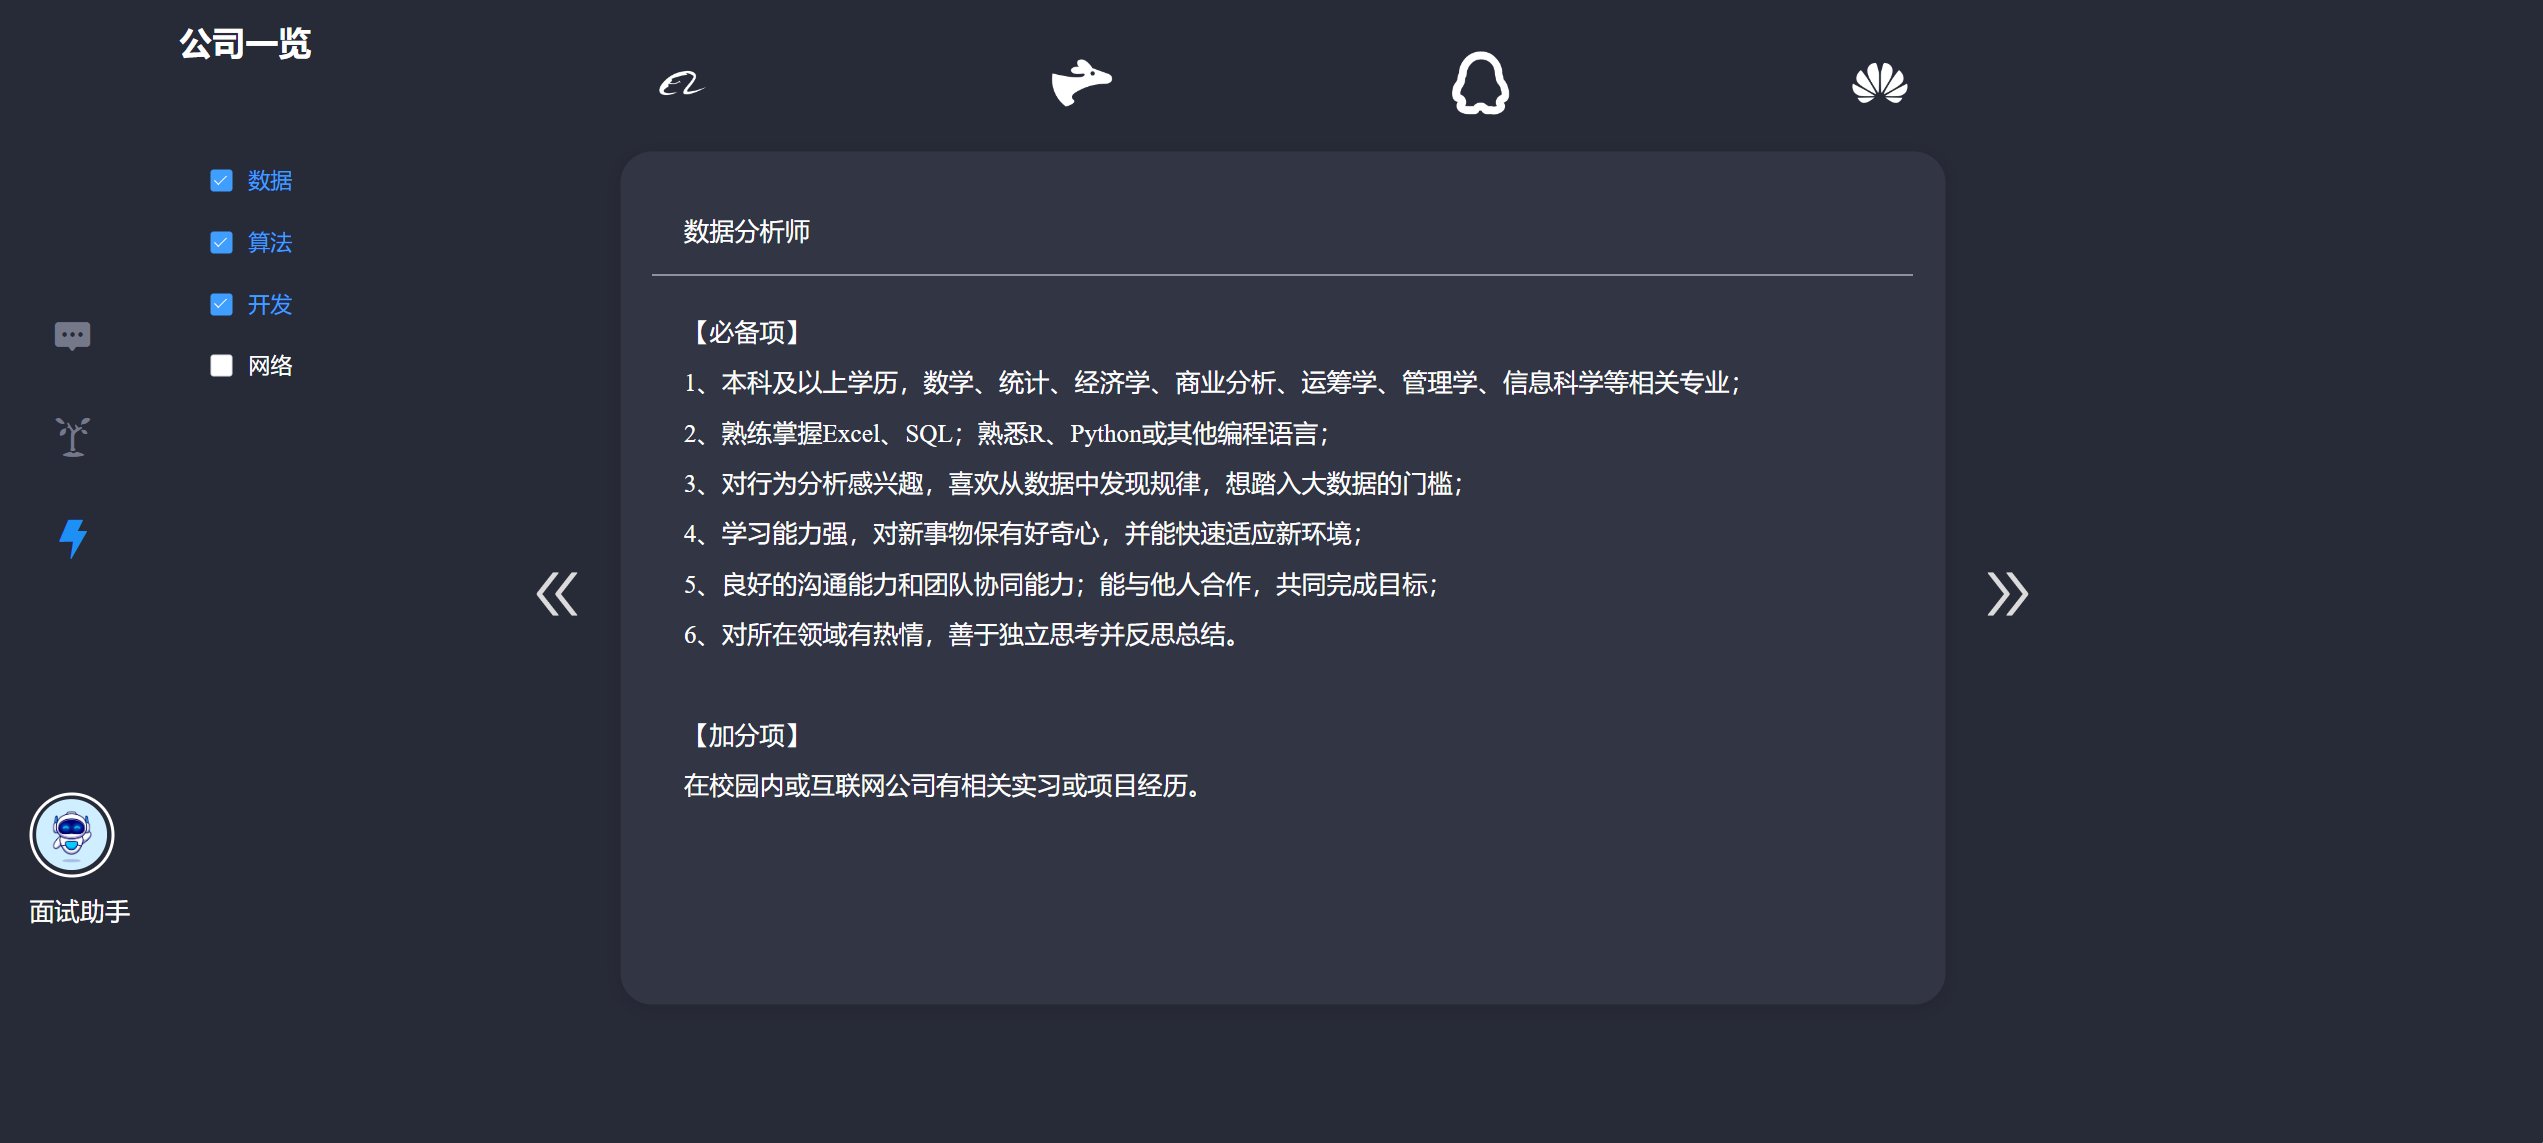 公司一览
数据
算法
开发
网络
数据分析师
【必备项】
1、本科及以上学历，数学、统计、经济学、商业分析、运筹学、管理学、信息科学等相关专业；
2、熟练掌握Excel、SQL；熟悉R、Python或其他编程语言；
3、对行为分析感兴趣，喜欢从数据中发现规律，想踏入大数据的门槛；
4、学习能力强，对新事物保有好奇心，并能快速适应新环境；
5、良好的沟通能力和团队协同能力；能与他人合作，共同完成目标；
6、对所在领域有热情，善于独立思考并反思总结。
【加分项】
在校园内或互联网公司有相关实习或项目经历。
面试助手